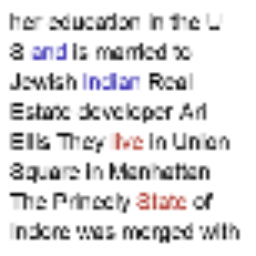 her education in the U
S and is married to
Jewish Indian Real
Estate developer Ari
Ellis They live in Union
Square in Manhattan
The Princely State of
Indore was merged with